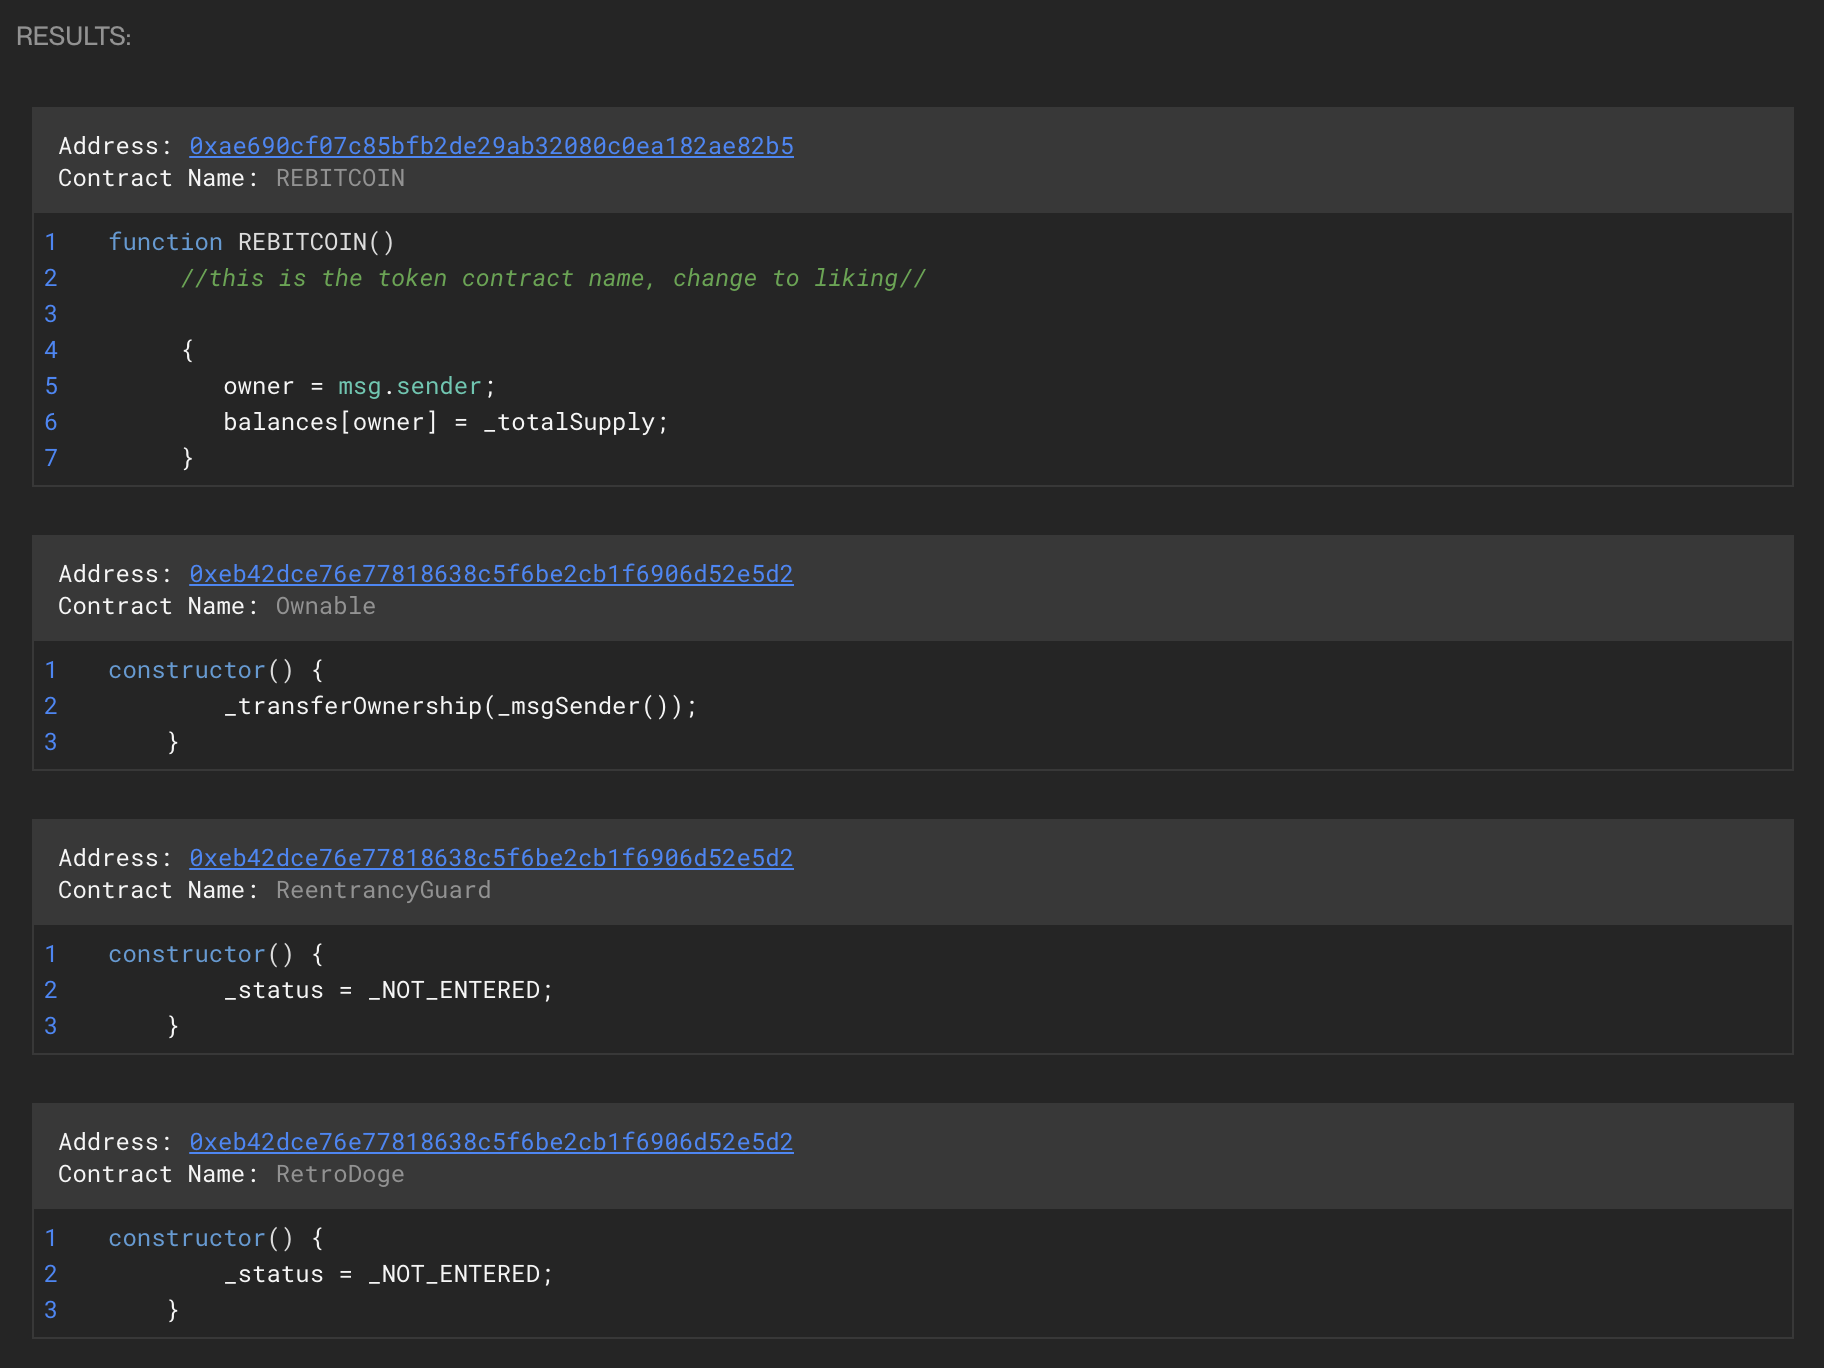 RESULTS:
Address: 0xae690cf07c85bfb2de29ab32080c0ea182ae82b5
Contract Name: REBITCOIN
1 function REBITCOIN()
2 //this is the token contract name, change to liking//
3
4 {
5 owner = msg.sender;
6 balances[owner] = _totalSupply;
7 }
Address: 0xeb42dce76e77818638c5f6be2cb1f6906d52e5d2
Contract Name: Ownable
1 constructor() {
2 _transferOwnership(_msgSender());
3 }
Address: 0xeb42dce76e77818638c5f6be2cb1f6906d52e5d2
Contract Name: ReentrancyGuard
1 constructor() {
2 _status = _NOT_ENTERED;
3 }
Address: 0xeb42dce76e77818638c5f6be2cb1f6906d52e5d2
Contract Name: RetroDoge
1 constructor() {
2 _status = _NOT_ENTERED;
3 }